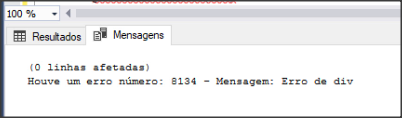 100 %
Resultados Mensagens
(0 linhas afetadas)
Houve um erro número: 8134 - Mensagem: Erro de div